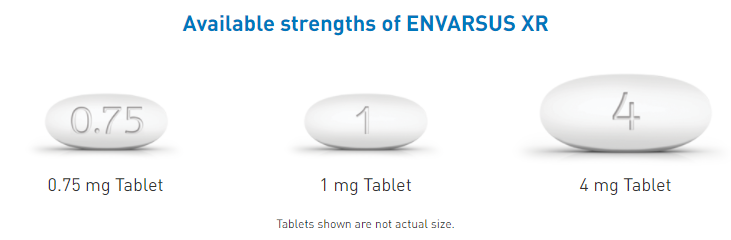 Available strengths of ENVARSUS XR
0.75 1 4
0.75 mg Tablet 1 mg Tablet 4 mg Tablet
Tablets shown are not actual size.